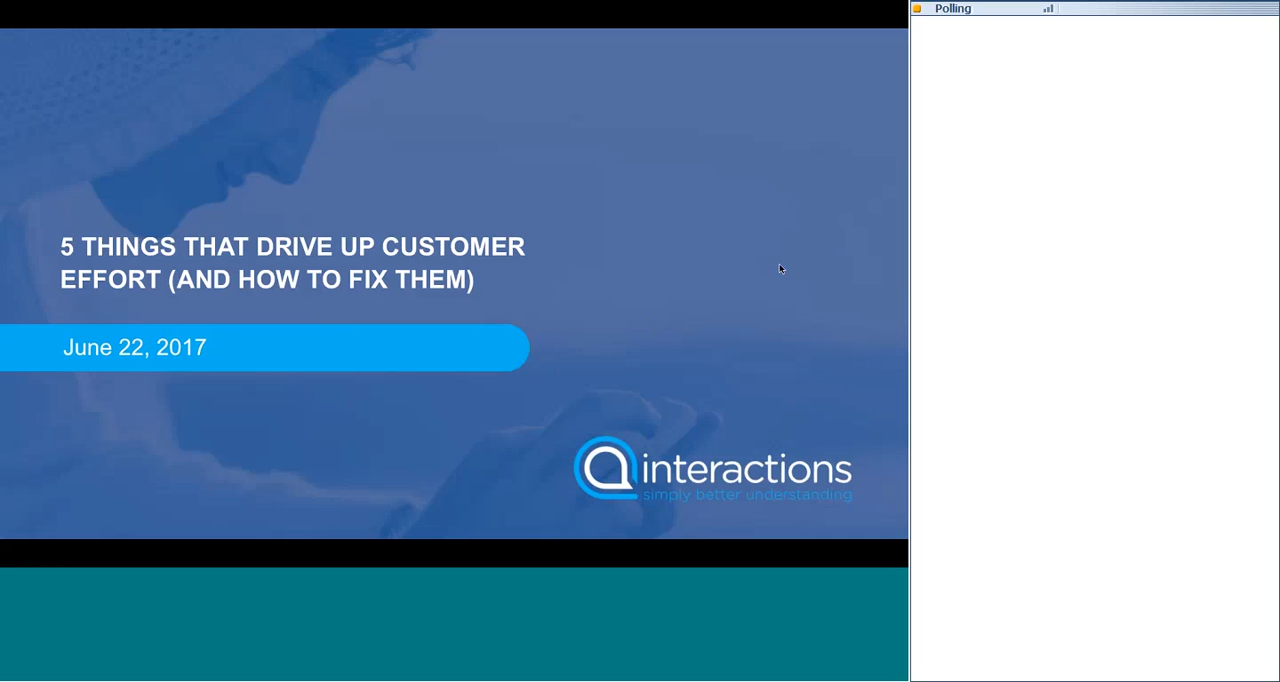 Polling
5 THINGS THAT DRIVE UP CUSTOMER
EFFORT (AND HOW TO FIX THEM)
June 22, 2017
interactions
simply better understanding